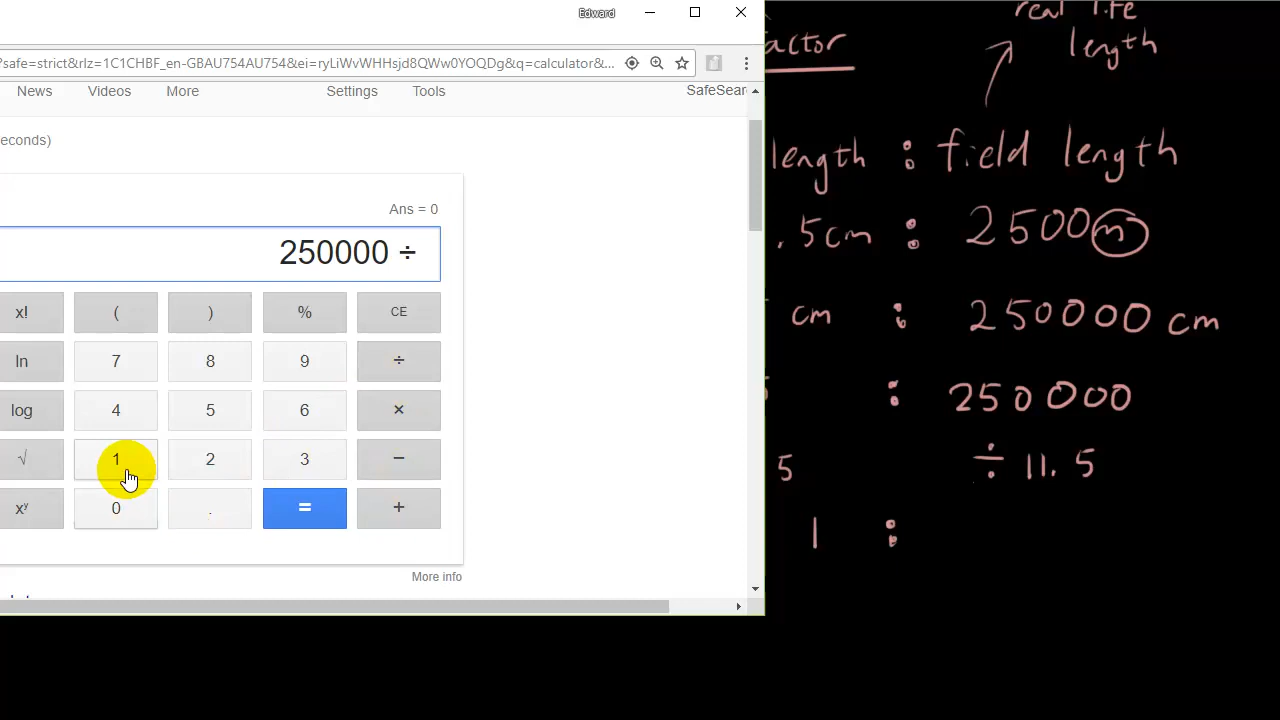 Edward
?safe=strict&rlz=1C1CHBF_en-GBAU754AU754&ei=ryLiWvWHHsjd8QWw0YOQDg&q=calculator&...
News Videos More Settings Tools SafeSear
econds)
Ans = 0
250000 ÷
x! ( ) % CE
ln 7 8 9 ÷
log 4 5 6 ×
√ 1 2 3 −
xʸ 0 . = +
More info
real life
length
actor
length : field length
.5cm : 2500m
cm : 250000 cm
: 250000
5 ÷ 11.5
1 :